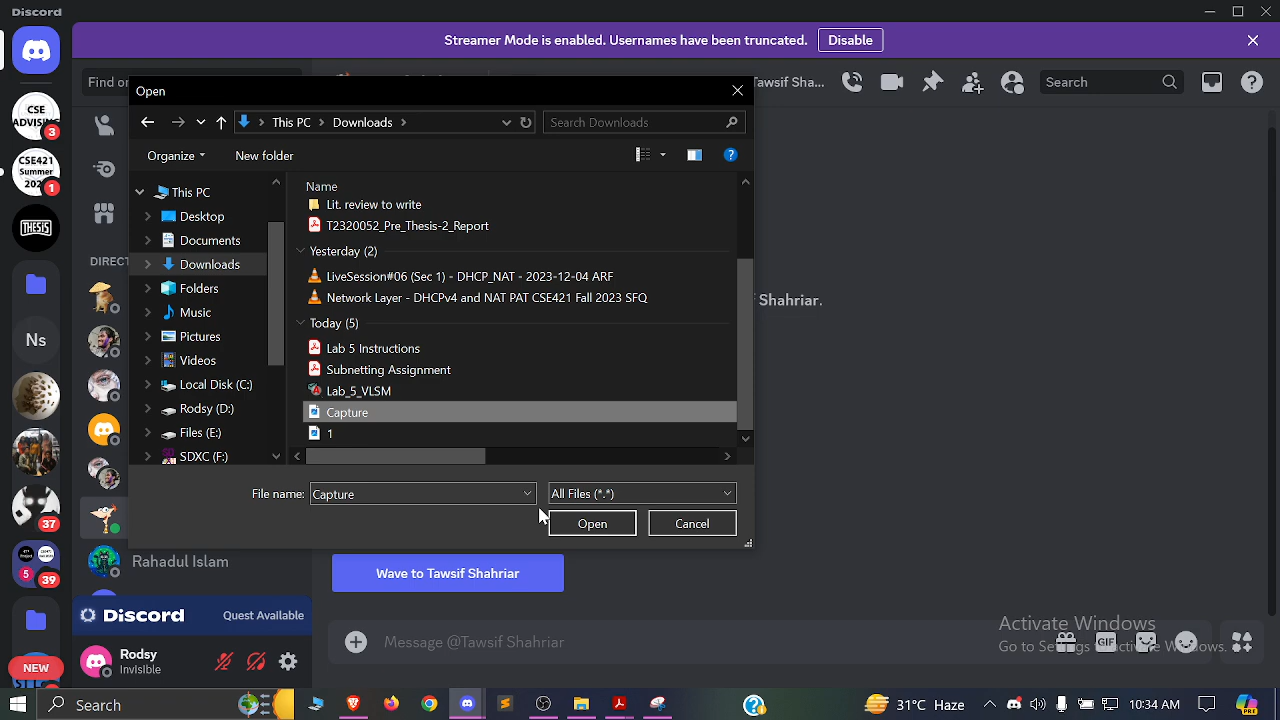 Discord
Streamer Mode is enabled. Usernames have been truncated.
Disable
Find or
Open
Tawsif Sha...
Search
This PC
Downloads
Search Downloads
Organize
New folder
CSE
ADVISIN
3
CSE421
Summer
1
THESIS
Ns
37
5
39
NEW
DIRECT
This PC
Desktop
Documents
Downloads
Folders
Music
Pictures
Videos
Local Disk (C:)
Rodsy (D:)
Files (E:)
SDXC (F:)
Name
Lit. review to write
T2320052_Pre_Thesis-2_Report
Yesterday (2)
LiveSession#06 (Sec 1) - DHCP_NAT - 2023-12-04 ARF
Network Layer - DHCPv4 and NAT PAT CSE421 Fall 2023 SFQ
Today (5)
Lab 5 Instructions
Subnetting Assignment
Lab_5_VLSM
Capture
1
File name:
Capture
All Files (*.*)
Open
Cancel
Shahriar.
Rahadul Islam
Wave to Tawsif Shahriar
Discord
Quest Available
Message @Tawsif Shahriar
GIF
Activate Windows
Go to Settings to activate Windows.
Rodsy
Invisible
Search
31°C Haze
10:34 AM
PRE